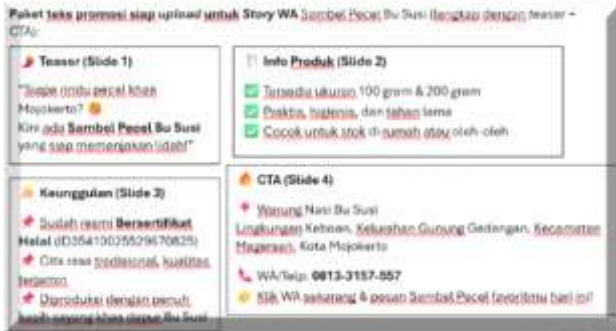 Paket teks promosi siap upload untuk Story WA Sambel Pecel Bu Susi (lengkap dengan teaser –
CTA):
🌶️ Teaser (Slide 1)
"Siapa rindu pecel khas
Mojokerto? 😋
Kini ada Sambel Pecel Bu Susi
yang siap memanjakan lidah!"
🍽️ Info Produk (Slide 2)
✅ Tersedia ukuran 100 gram & 200 gram
✅ Praktis, higienis, dan tahan lama
✅ Cocok untuk stok di rumah atau oleh-oleh
Keunggulan (Slide 3)
📌 Sudah resmi Bersertifikat
Halal (ID35410025529670825)
📌 Cita rasa tradisional, kualitas
terjamin
📌 Diproduksi dengan penuh
kasih sayang khas dapur Bu Susi
🔥 CTA (Slide 4)
📍 Warung Nasi Bu Susi
Lingkungan Keboan, Kelurahan Gunung Gedangan, Kecamatan
Magersari, Kota Mojokerto
📞 WA/Telp: 0813-3157-557
👉 Klik WA sekarang & pesan Sambel Pecel favoritmu hari ini!